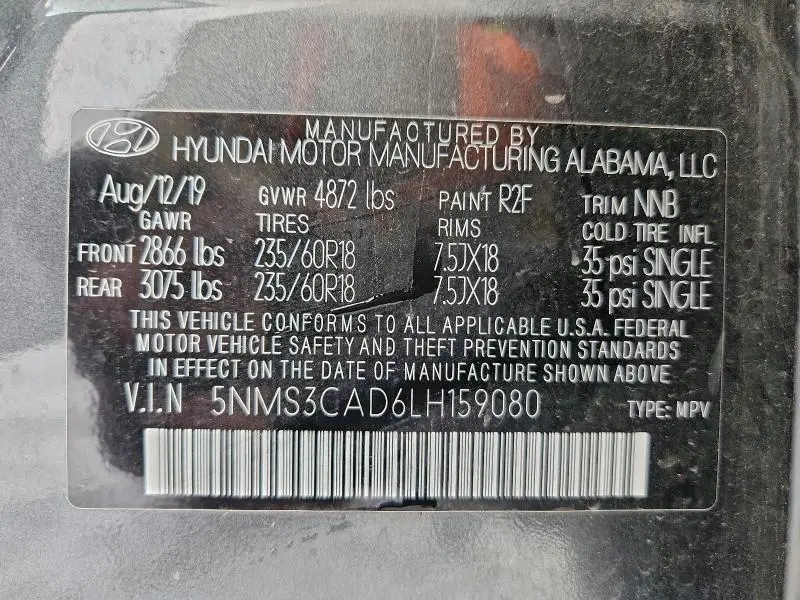 MANUFACTURED BY
HYUNDAI MOTOR MANUFACTURING ALABAMA, LLC
Aug/12/19 GVWR 4872 lbs PAINT R2F TRIM NNB
GAWR TIRES RIMS COLD TIRE INFL
FRONT 2866 lbs 235/60R18 7.5JX18 35 psi SINGLE
REAR 3075 lbs 235/60R18 7.5JX18 35 psi SINGLE
THIS VEHICLE CONFORMS TO ALL APPLICABLE U.S.A. FEDERAL
MOTOR VEHICLE SAFETY AND THEFT PREVENTION STANDARDS
IN EFFECT ON THE DATE OF MANUFACTURE SHOWN ABOVE.
V.I.N 5NMS3CAD6LH159080 TYPE: MPV